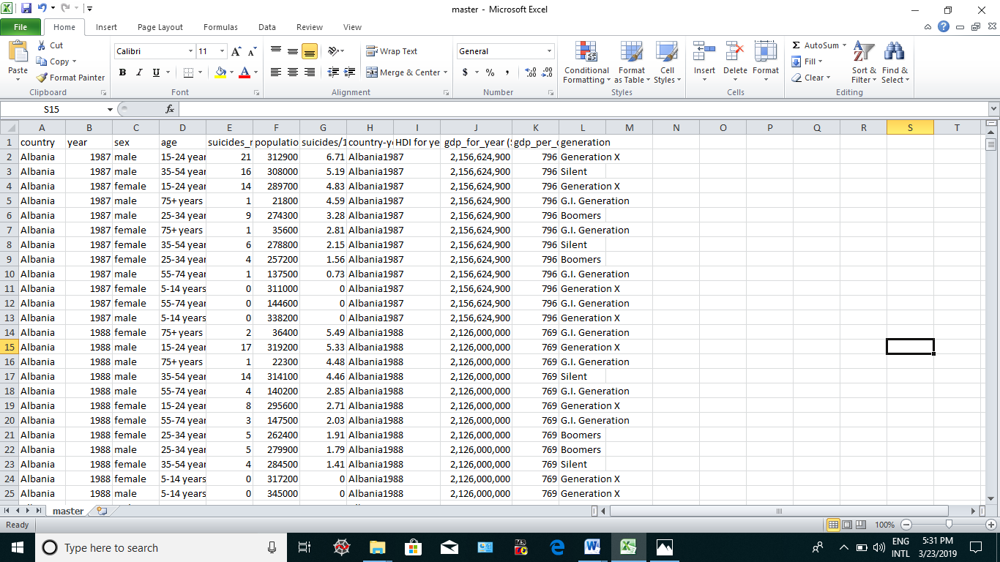 master - Microsoft Excel
File Home Insert Page Layout Formulas Data Review View
Paste Cut Copy Format Painter Clipboard
Calibri 11 A A B I U A Font
Wrap Text Merge & Center Alignment
General $ % , Number
Conditional Formatting Format as Table Cell Styles Styles
Insert Delete Format Cells
Σ AutoSum Fill Clear Sort & Filter Find & Select Editing
S15 fx
A B C D E F G H I J K L M N O P Q R S T
1 country year sex age suicides_r populatio suicides/1 country-ye HDI for ye gdp_for_year ($ gdp_per_c generation
2 Albania 1987 male 15-24 year 21 312900 6.71 Albania1987 2,156,624,900 796 Generation X
3 Albania 1987 male 35-54 year 16 308000 5.19 Albania1987 2,156,624,900 796 Silent
4 Albania 1987 female 15-24 year 14 289700 4.83 Albania1987 2,156,624,900 796 Generation X
5 Albania 1987 male 75+ years 1 21800 4.59 Albania1987 2,156,624,900 796 G.I. Generation
6 Albania 1987 male 25-34 year 9 274300 3.28 Albania1987 2,156,624,900 796 Boomers
7 Albania 1987 female 75+ years 1 35600 2.81 Albania1987 2,156,624,900 796 G.I. Generation
8 Albania 1987 female 35-54 year 6 278800 2.15 Albania1987 2,156,624,900 796 Silent
9 Albania 1987 female 25-34 year 4 257200 1.56 Albania1987 2,156,624,900 796 Boomers
10 Albania 1987 male 55-74 year 1 137500 0.73 Albania1987 2,156,624,900 796 G.I. Generation
11 Albania 1987 female 5-14 years 0 311000 0 Albania1987 2,156,624,900 796 Generation X
12 Albania 1987 female 55-74 year 0 144600 0 Albania1987 2,156,624,900 796 G.I. Generation
13 Albania 1987 male 5-14 years 0 338200 0 Albania1987 2,156,624,900 796 Generation X
14 Albania 1988 female 75+ years 2 36400 5.49 Albania1988 2,126,000,000 769 G.I. Generation
15 Albania 1988 male 15-24 year 17 319200 5.33 Albania1988 2,126,000,000 769 Generation X
16 Albania 1988 male 75+ years 1 22300 4.48 Albania1988 2,126,000,000 769 G.I. Generation
17 Albania 1988 male 35-54 year 14 314100 4.46 Albania1988 2,126,000,000 769 Silent
18 Albania 1988 male 55-74 year 4 140200 2.85 Albania1988 2,126,000,000 769 G.I. Generation
19 Albania 1988 female 15-24 year 8 295600 2.71 Albania1988 2,126,000,000 769 Generation X
20 Albania 1988 female 55-74 year 3 147500 2.03 Albania1988 2,126,000,000 769 G.I. Generation
21 Albania 1988 female 25-34 year 5 262400 1.91 Albania1988 2,126,000,000 769 Boomers
22 Albania 1988 male 25-34 year 5 279900 1.79 Albania1988 2,126,000,000 769 Boomers
23 Albania 1988 female 35-54 year 4 284500 1.41 Albania1988 2,126,000,000 769 Silent
24 Albania 1988 female 5-14 years 0 317200 0 Albania1988 2,126,000,000 769 Generation X
25 Albania 1988 male 5-14 years 0 345000 0 Albania1988 2,126,000,000 769 Generation X
master
Ready 100%
Type here to search
ENG 5:31 PM
INTL 3/23/2019